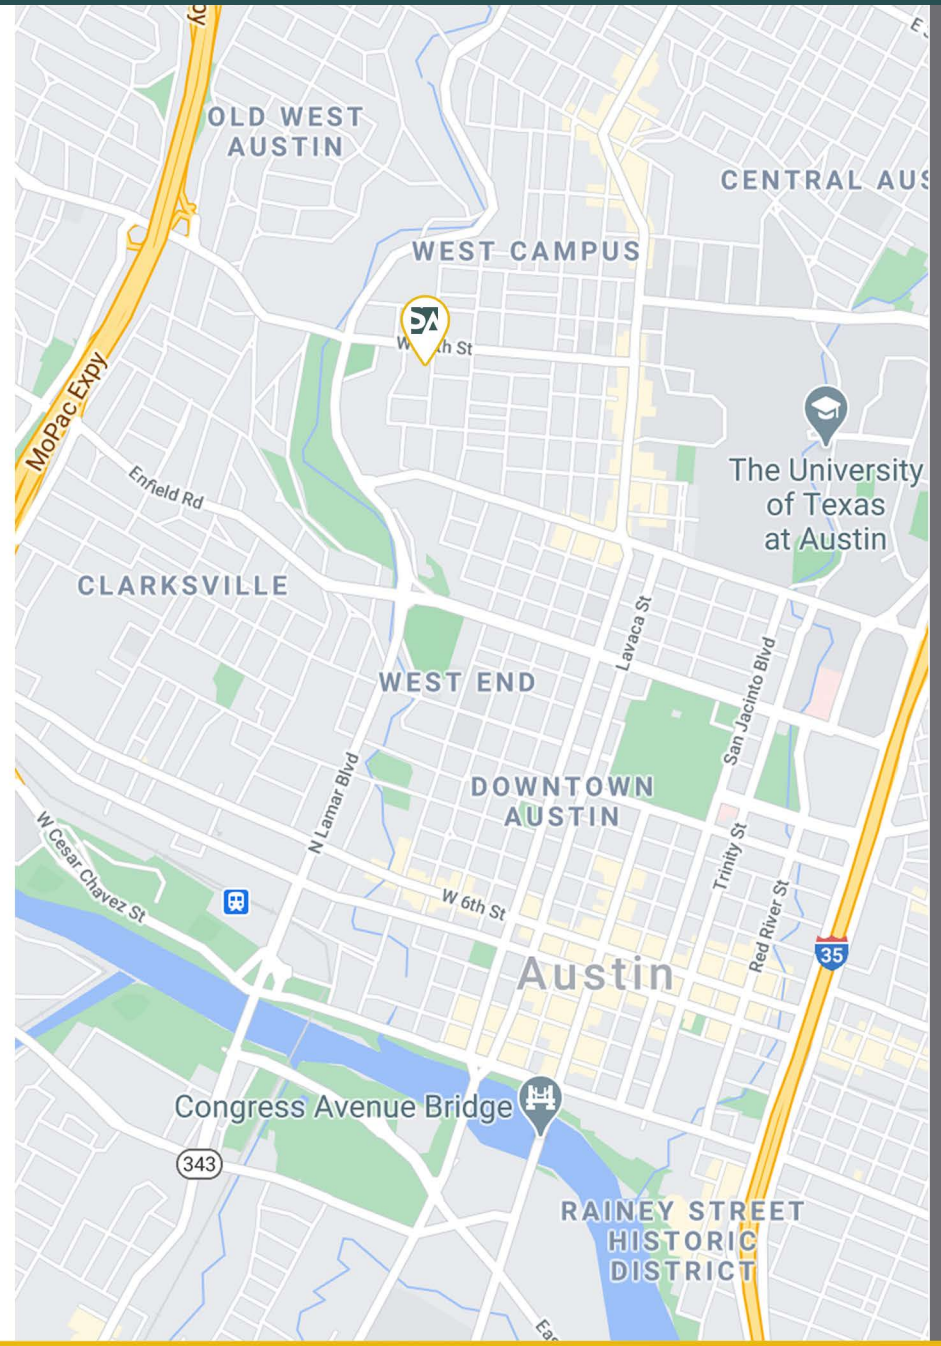 OLD WEST
AUSTIN
CENTRAL
WEST CAMPUS
SA
h St
MoPac Expy
Enfield Rd
The University
of Texas
at Austin
CLARKSVILLE
Lavaca St
San Jacinto Blvd
WEST END
DOWNTOWN
AUSTIN
N Lamar Blvd
W Cesar Chavez St
Trinity St
W 6th St
Red River St
35
Austin
Congress Avenue Bridge
343
RAINEY STREET
HISTORIC
DISTRICT